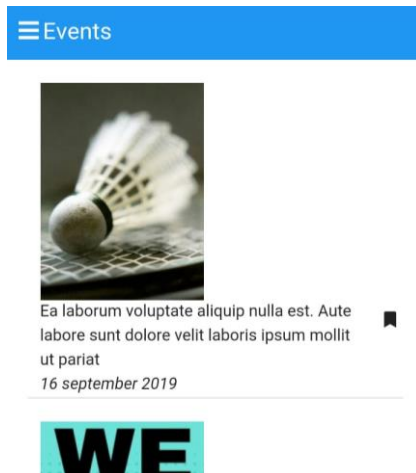 Events
Ea laborum voluptate aliquip nulla est. Aute
labore sunt dolore velit laboris ipsum mollit
ut pariat
16 september 2019
WE